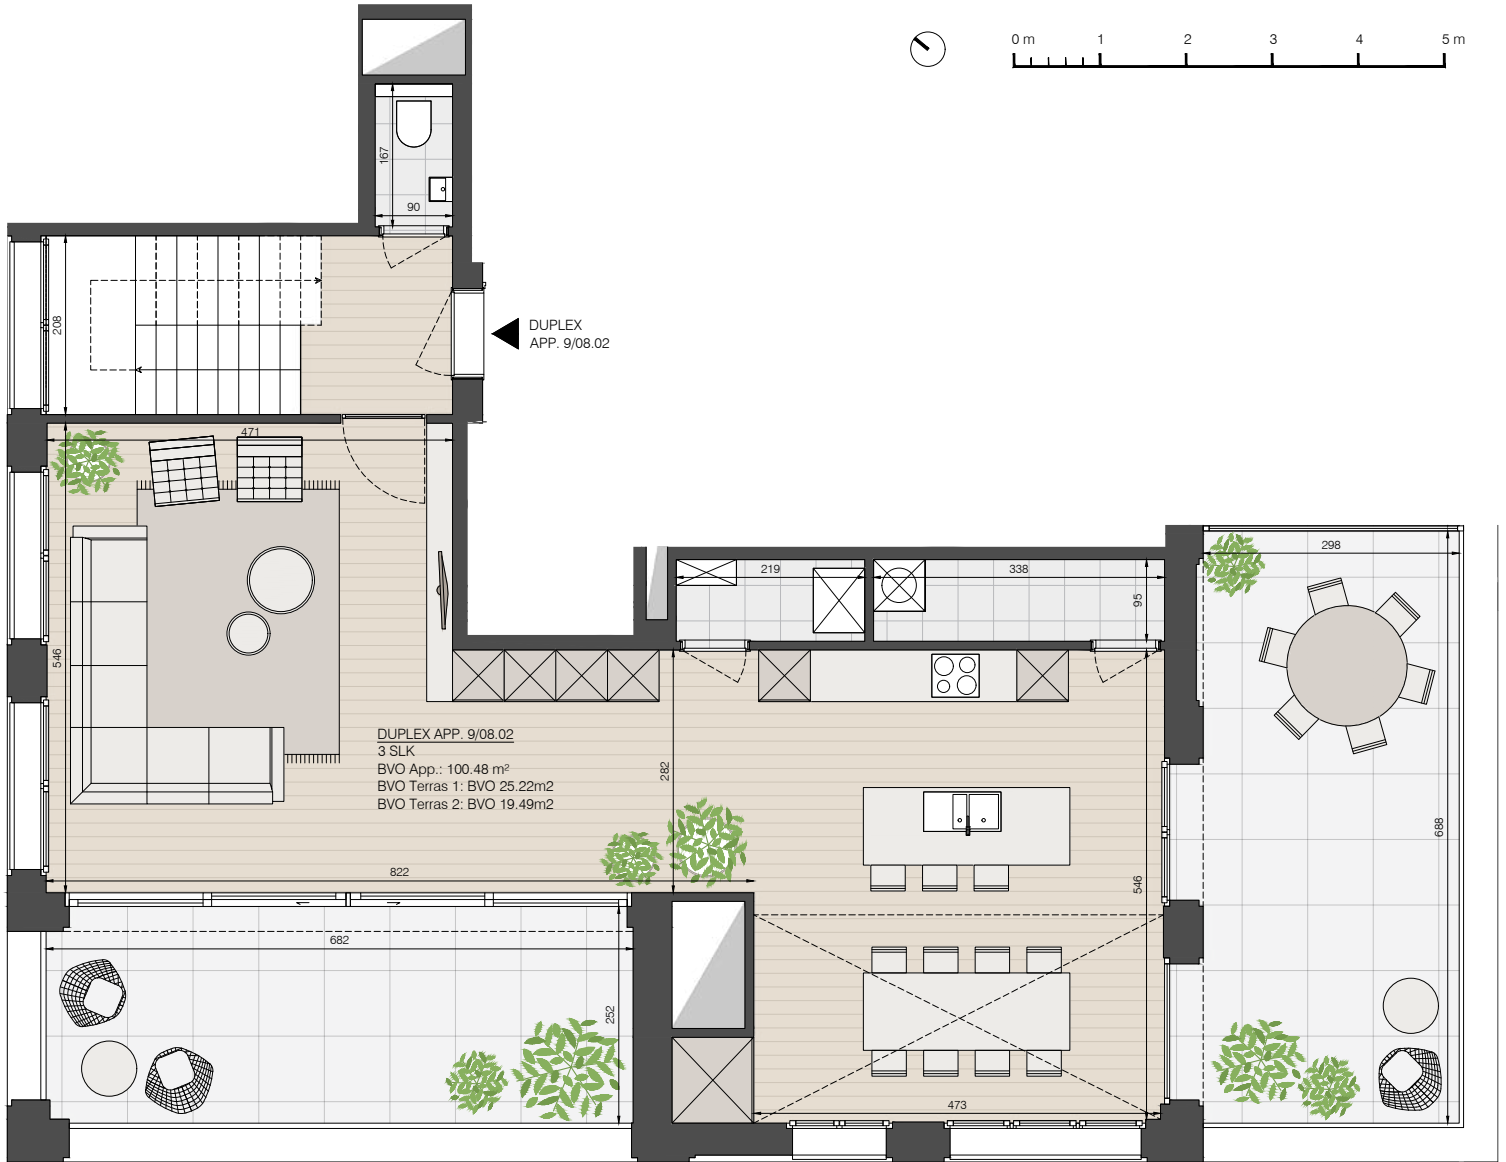 0 m 1 2 3 4 5 m
167
90
208
DUPLEX
APP. 9/08.02
471
298
219
338
95
546
DUPLEX APP. 9/08.02
3 SLK
BVO App.: 100.48 m²
BVO Terras 1: BVO 25.22m2
BVO Terras 2: BVO 19.49m2
282
688
822
546
682
252
473